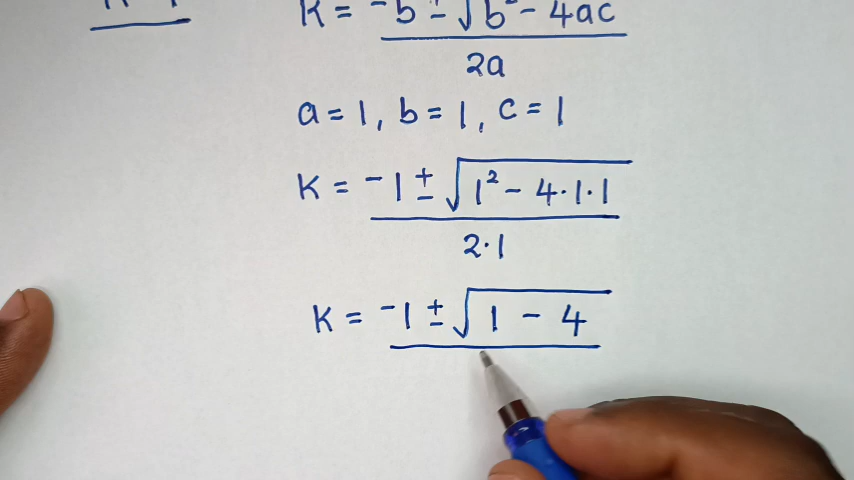 K = -b ± √b² - 4ac
2a
a = 1, b = 1, c = 1
K = -1 ± √1² - 4·1·1
2·1
K = -1 ± √1 - 4